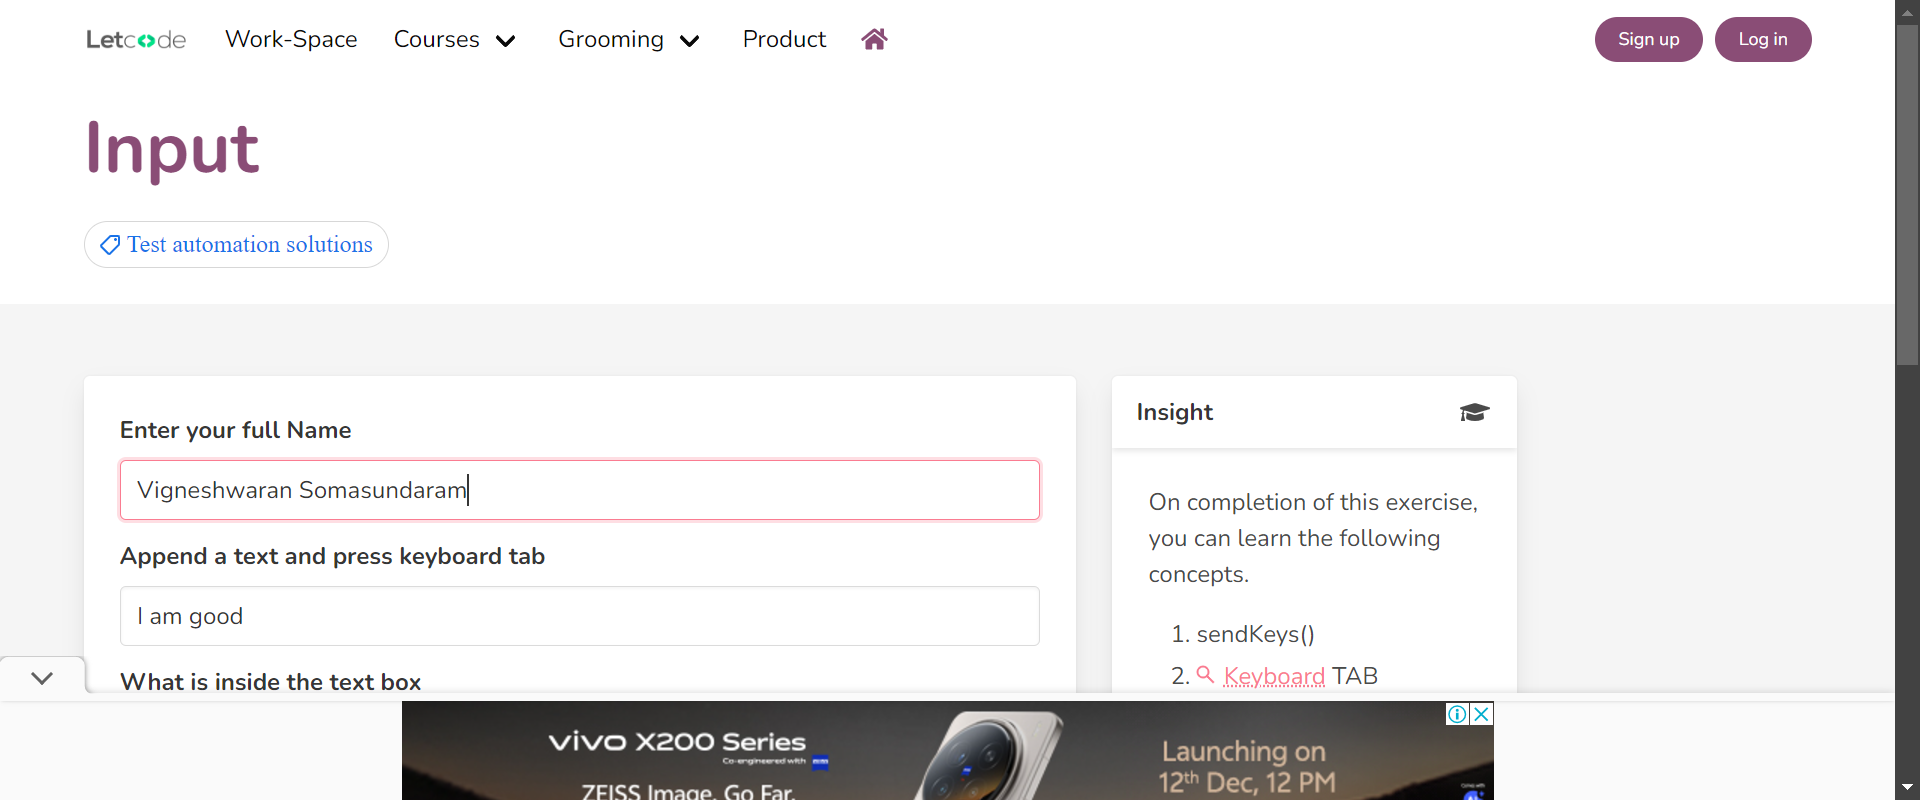 Letcode Work-Space Courses Grooming Product Sign up Log in
Input
Test automation solutions
Enter your full Name
Vigneshwaran Somasundaram
Append a text and press keyboard tab
I am good
What is inside the text box
Insight
On completion of this exercise,
you can learn the following
concepts.
1. sendKeys()
2. Keyboard TAB
vivo X200 Series
Co-engineered with
ZEISS Image. Go Far.
Launching on
12th Dec, 12 PM